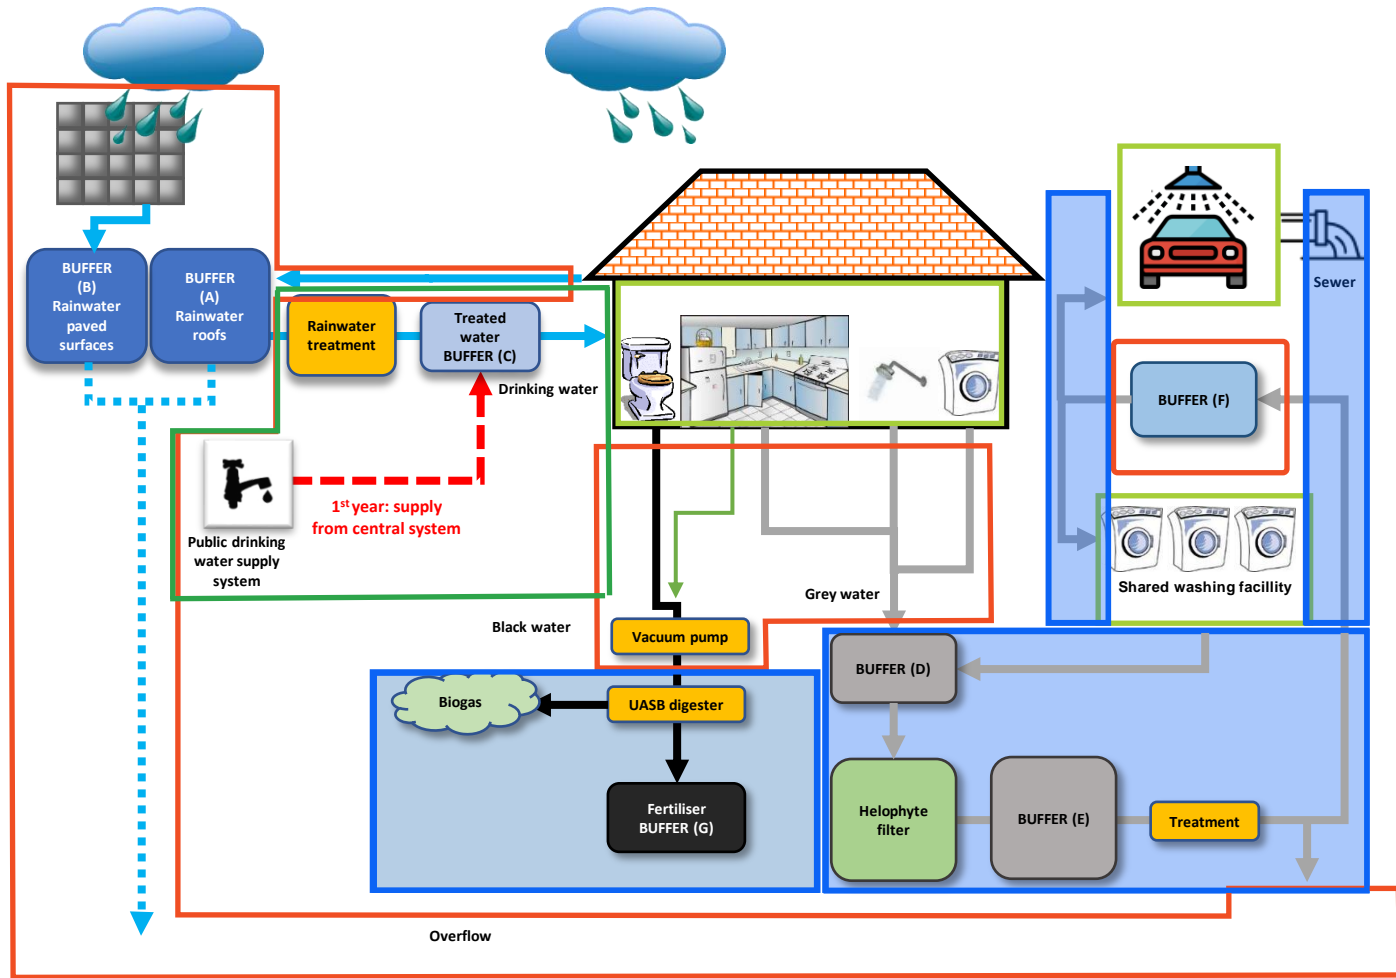 BUFFER
(B)
Rainwater
paved
surfaces
BUFFER
(A)
Rainwater
roofs
Rainwater
treatment
Treated
water
BUFFER (C)
Drinking water
1st year: supply
from central system
Public drinking
water supply
system
Sewer
BUFFER (F)
Shared washing facillity
Grey water
Black water
Vacuum pump
BUFFER (D)
Biogas
UASB digester
Fertiliser
BUFFER (G)
Helophyte
filter
BUFFER (E)
Treatment
Overflow